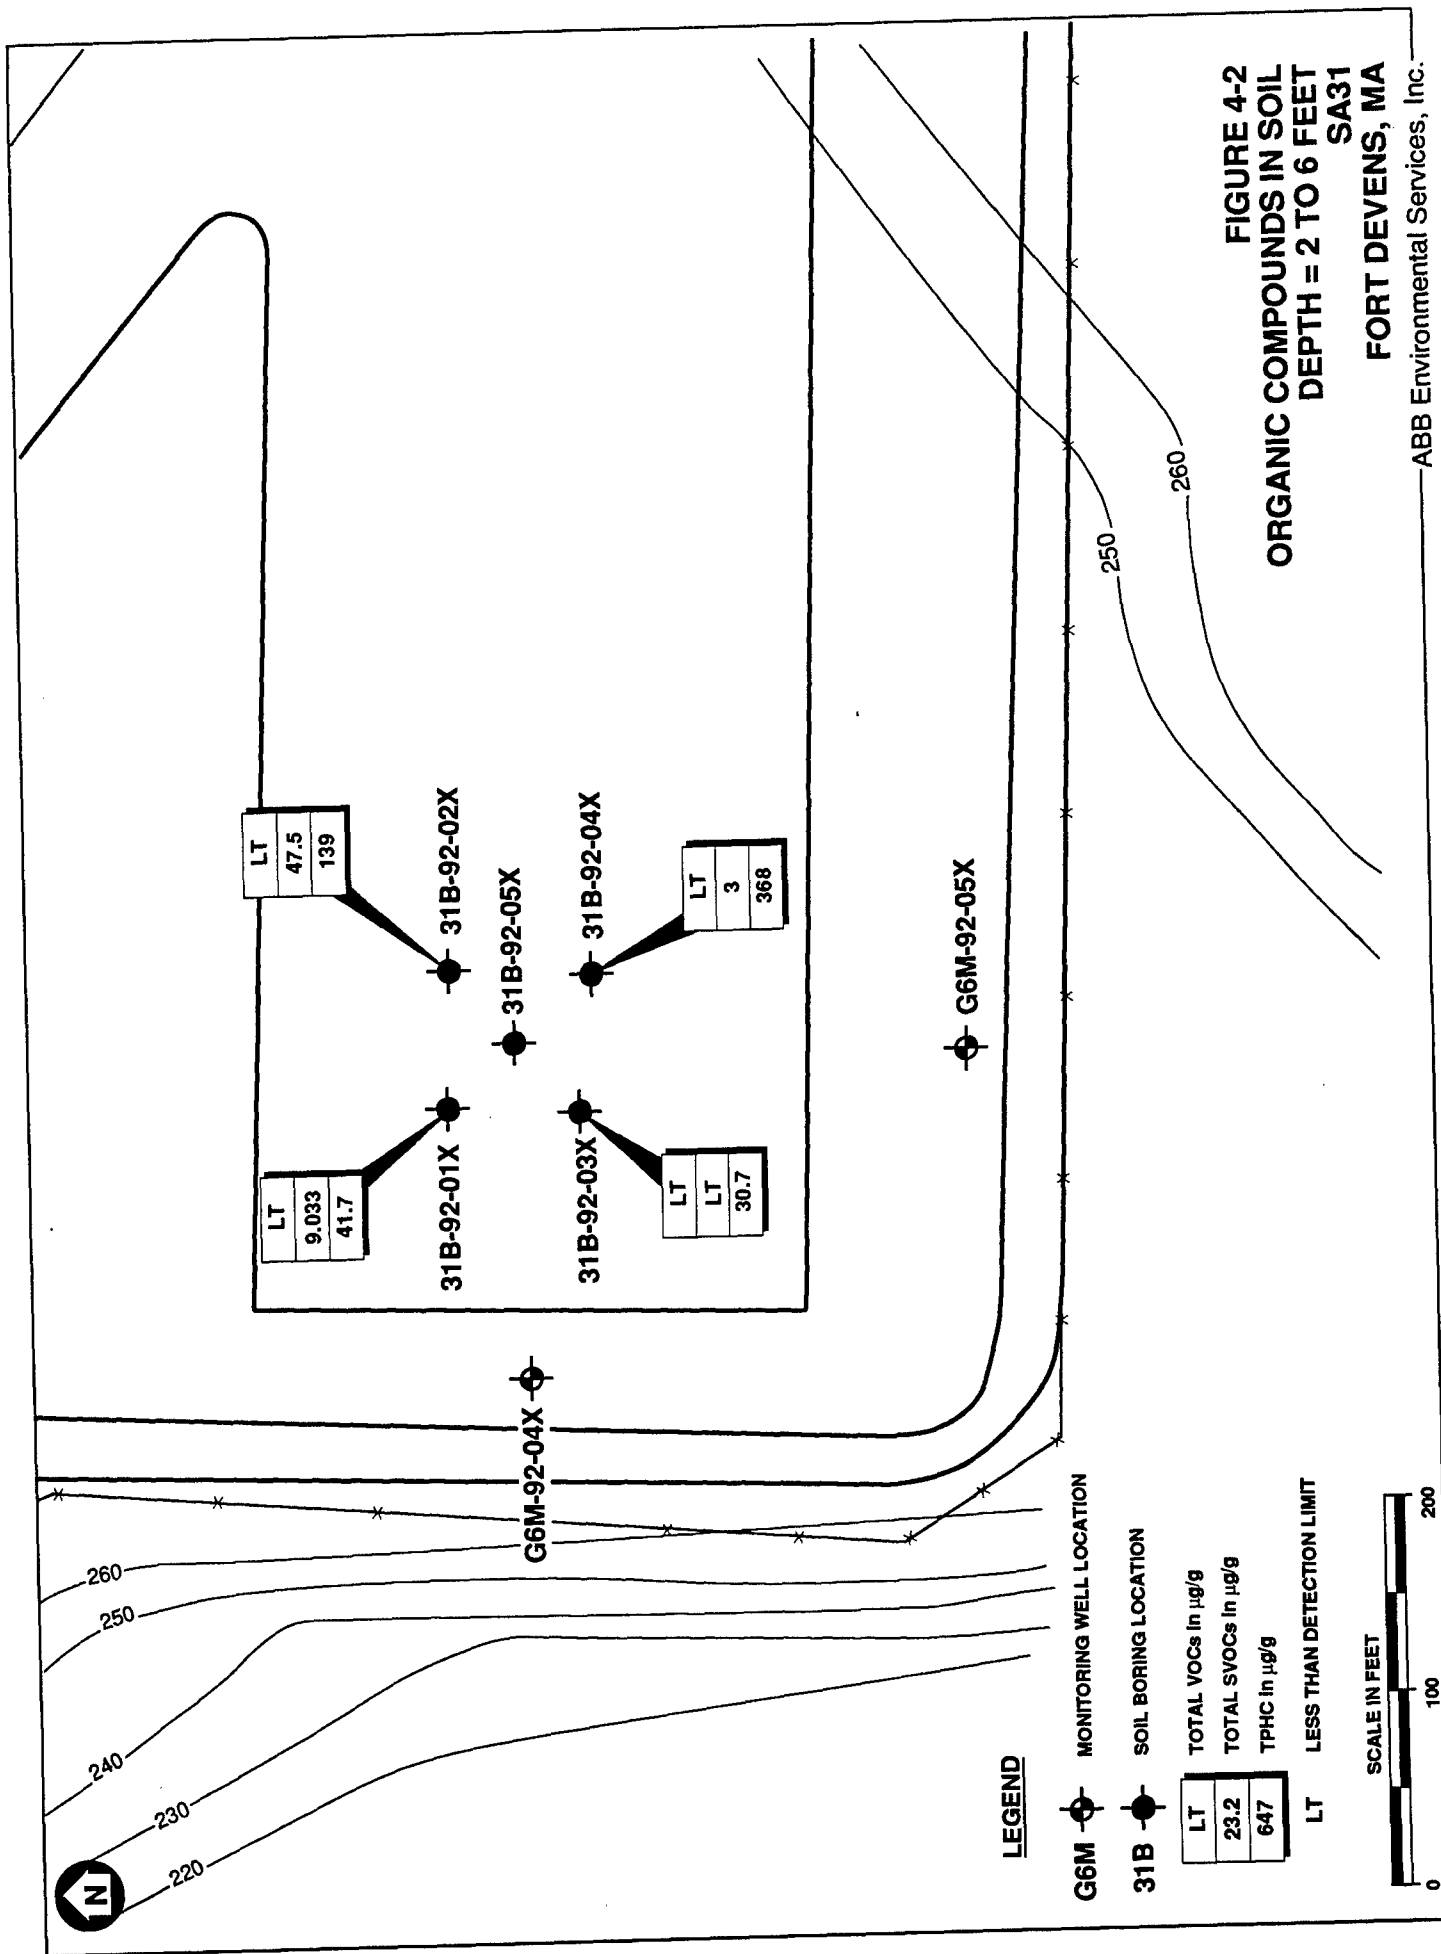 N
220
230
240
250
260
G6M-92-04X
LT
9.033
41.7
31B-92-01X
LT
47.5
139
31B-92-02X
31B-92-05X
31B-92-03X
LT
LT
30.7
31B-92-04X
LT
3
368
G6M-92-05X
250
260
LEGEND
G6M MONITORING WELL LOCATION
31B SOIL BORING LOCATION
LT TOTAL VOCs in µg/g
23.2 TOTAL SVOCs in µg/g
647 TPHC in µg/g
LT LESS THAN DETECTION LIMIT
SCALE IN FEET
0 100 200
FIGURE 4-2
ORGANIC COMPOUNDS IN SOIL
DEPTH = 2 TO 6 FEET
SA31
FORT DEVENS, MA
ABB Environmental Services, Inc.